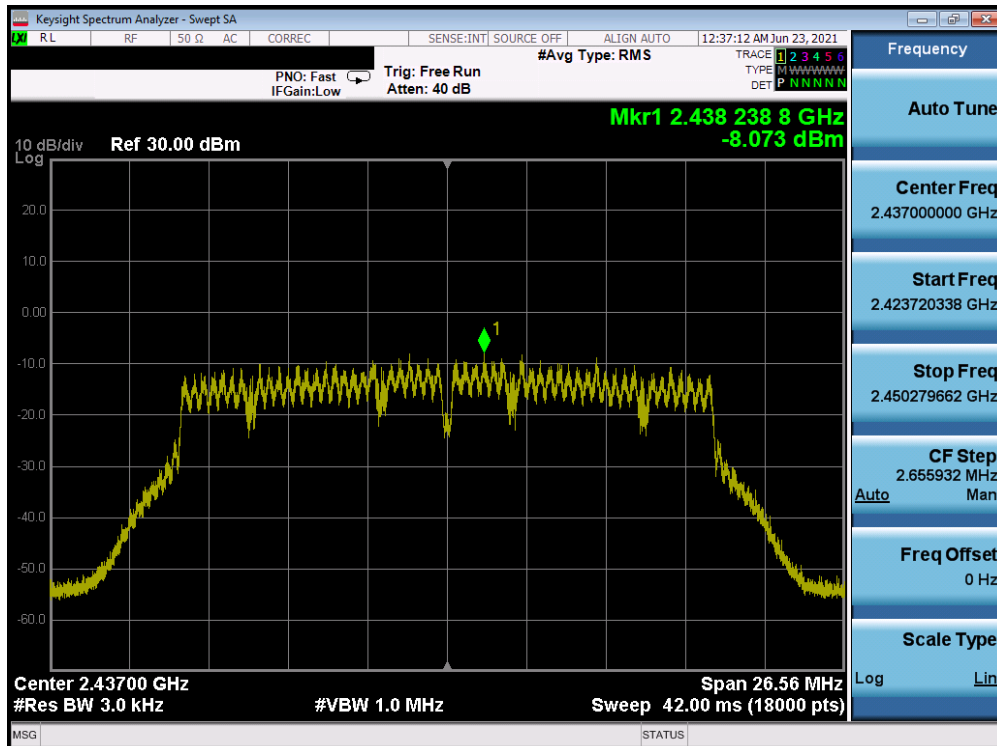 Keysight Spectrum Analyzer - Swept SA
LXI RL RF 50 Ω AC CORREC SENSE:INT SOURCE OFF ALIGN AUTO 12:37:12 AM Jun 23, 2021
#Avg Type: RMS
TRACE 1 2 3 4 5 6
PNO: Fast Trig: Free Run
TYPE M WWWWW
IFGain:Low Atten: 40 dB
DET P N N N N N
Mkr1 2.438 238 8 GHz
-8.073 dBm
10 dB/div Ref 30.00 dBm
Log
20.0
10.0
0.00
1
-10.0
-20.0
-30.0
-40.0
-50.0
-60.0
Center 2.43700 GHz Span 26.56 MHz
#Res BW 3.0 kHz #VBW 1.0 MHz Sweep 42.00 ms (18000 pts)
MSG STATUS
Frequency
Auto Tune
Center Freq
2.437000000 GHz
Start Freq
2.423720338 GHz
Stop Freq
2.450279662 GHz
CF Step
2.655932 MHz
Auto Man
Freq Offset
0 Hz
Scale Type
Log Lin